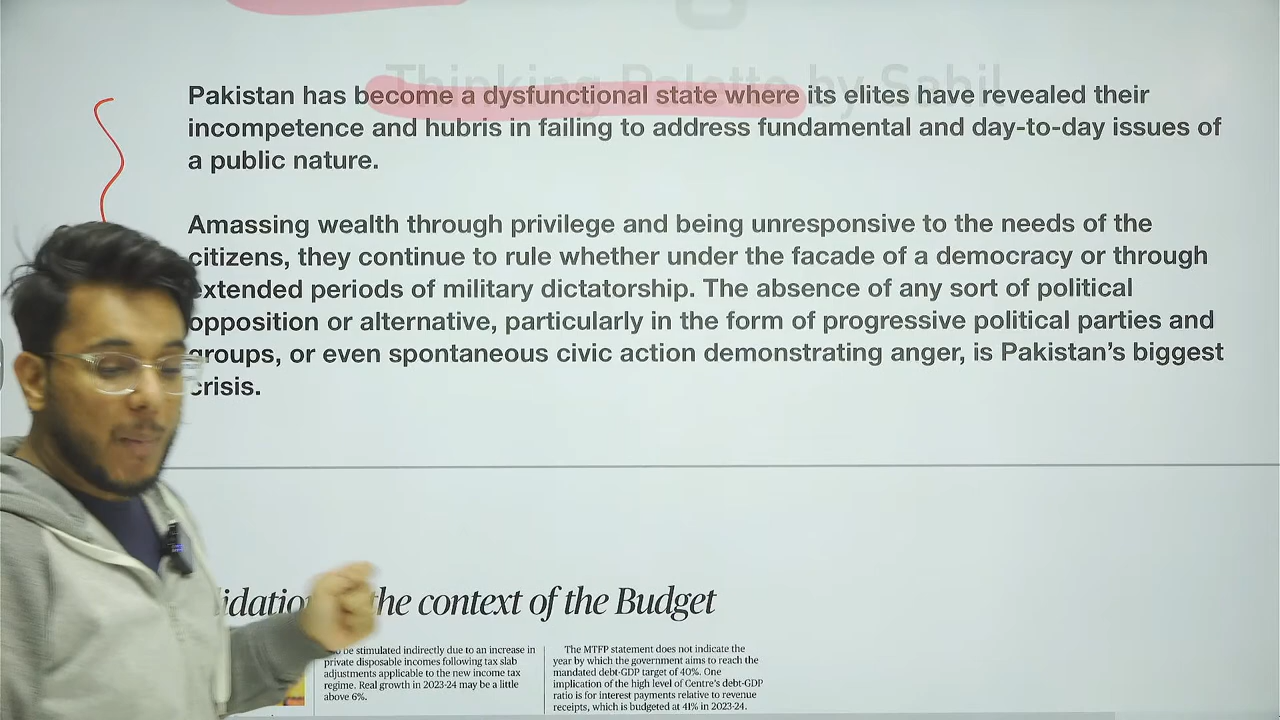 Thinking Palette by Sahil
Pakistan has become a dysfunctional state where its elites have revealed their
incompetence and hubris in failing to address fundamental and day-to-day issues of
a public nature.
Amassing wealth through privilege and being unresponsive to the needs of the
citizens, they continue to rule whether under the facade of a democracy or through
extended periods of military dictatorship. The absence of any sort of political
opposition or alternative, particularly in the form of progressive political parties and
groups, or even spontaneous civic action demonstrating anger, is Pakistan's biggest
crisis.
the context of the Budget
be stimulated indirectly due to an increase in
private disposable incomes following tax slab
adjustments applicable to the new income tax
regime. Real growth in 2023-24 may be a little
above 6%.
The MTFP statement does not indicate the
year by which the government aims to reach the
mandated debt-GDP target of 40%. One
implication of the high level of Centre's debt-GDP
ratio is for interest payments relative to revenue
receipts, which is budgeted at 41% in 2023-24.